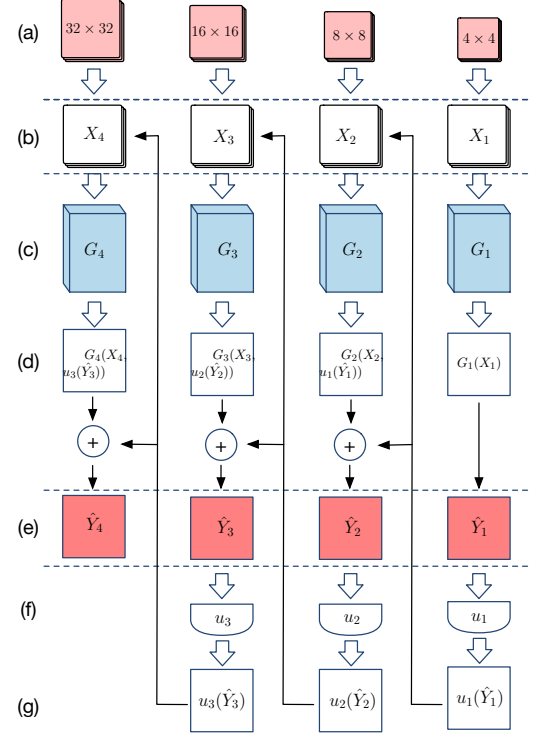 (a) 32 × 32 16 × 16 8 × 8 4 × 4
(b) X₄ X₃ X₂ X₁
(c) G₄ G₃ G₂ G₁
(d) G₄(X₄, G₃(X₃, G₂(X₂, G₁(X₁)
u₃(Ŷ₃)) u₂(Ŷ₂)) u₁(Ŷ₁))
+ + +
(e) Ŷ₄ Ŷ₃ Ŷ₂ Ŷ₁
(f) u₃ u₂ u₁
(g) u₃(Ŷ₃) u₂(Ŷ₂) u₁(Ŷ₁)